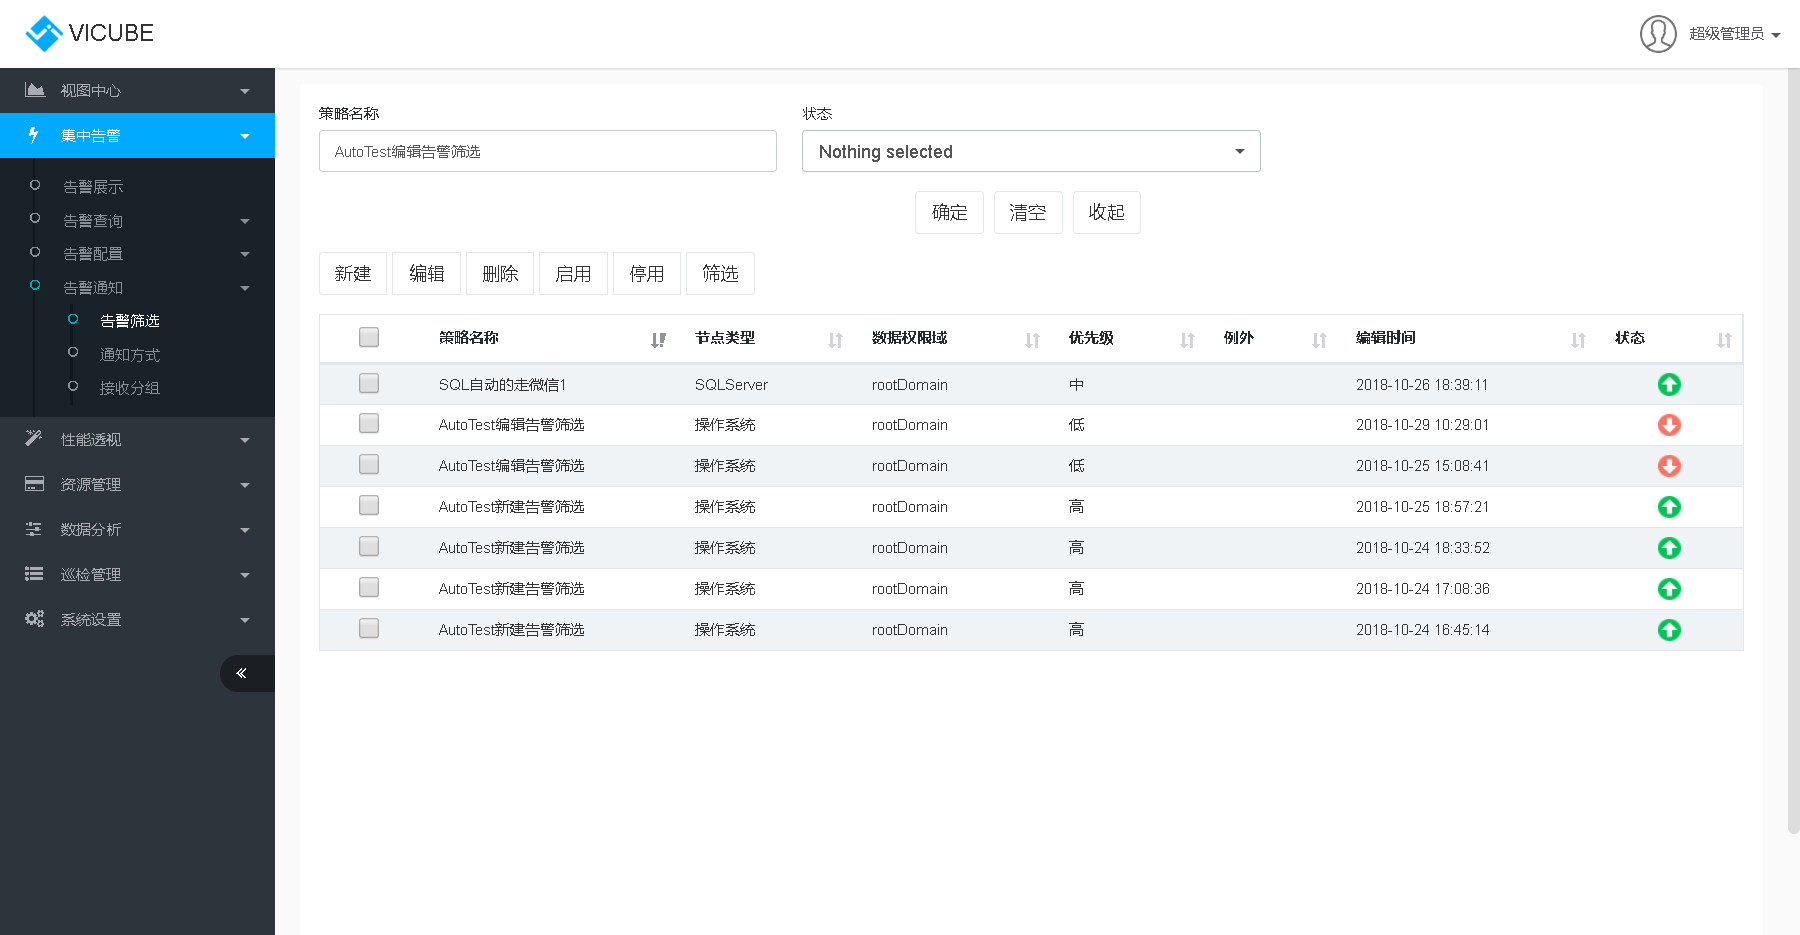 VICUBE
超级管理员
视图中心
集中告警
告警展示
告警查询
告警配置
告警通知
告警筛选
通知方式
接收分组
性能透视
资源管理
数据分析
巡检管理
系统设置
策略名称 状态
AutoTest编辑告警筛选 Nothing selected
确定 清空 收起
新建 编辑 删除 启用 停用 筛选
策略名称 节点类型 数据权限域 优先级 例外 编辑时间 状态
SQL自动的走微信1 SQLServer rootDomain 中 2018-10-26 18:39:11
AutoTest编辑告警筛选 操作系统 rootDomain 低 2018-10-29 10:29:01
AutoTest编辑告警筛选 操作系统 rootDomain 低 2018-10-25 15:08:41
AutoTest新建告警筛选 操作系统 rootDomain 高 2018-10-25 18:57:21
AutoTest新建告警筛选 操作系统 rootDomain 高 2018-10-24 18:33:52
AutoTest新建告警筛选 操作系统 rootDomain 高 2018-10-24 17:08:36
AutoTest新建告警筛选 操作系统 rootDomain 高 2018-10-24 16:45:14